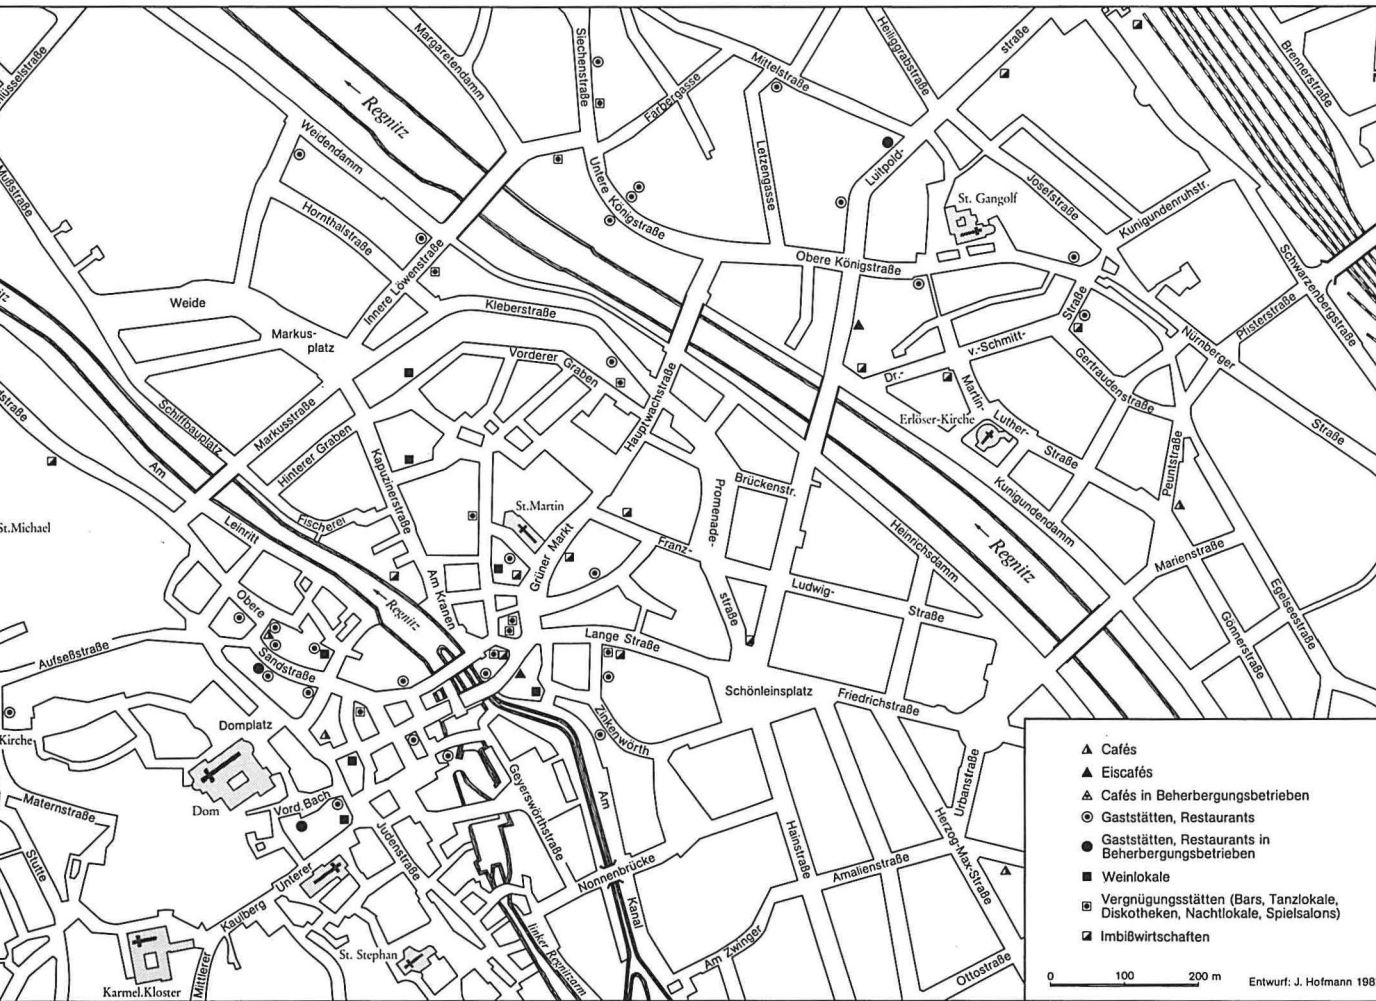 Margaretendamm
Siechenstraße
Heiliggrabstraße
straße
Brennerstraße
Mittelstraße
Färbergasse
Regnitz
Weidendamm
Letzengasse
Luitpold-
Untere Königstraße
St. Gangolf
Josefstraße
Kunigundenruhstr.
Hornthalstraße
Innere Löwenstraße
Obere Königstraße
Schwarzenbergstraße
Weide
Kleberstraße
Straße
Pfisterstraße
Markus-
platz
Nürnberger
Straße
v.-Schmitt-
Dr.-
Vorderer Graben
Gertraudenstraße
Hauptwachstraße
Martin-
Luther-
Straße
Erlöser-Kirche
Schiffbauplatz
Markusstraße
Hinterer Graben
Kapuzinerstraße
Am
Leinritt
Peuntstraße
Brückenstr.
Promenade-
straße
Kunigundendamm
Heinrichsdamm
St.Michael
Fischerei
St.Martin
Grüner Markt
Franz-
Ludwig-
Straße
Regnitz
Marienstraße
Egelseestraße
Gönnerstraße
Am Kranen
Regnitz
Obere
Sandstraße
Aufseßstraße
Lange Straße
Schönleinsplatz
Friedrichstraße
Domplatz
Kirche
Zinkenwörth
Dom
Vord. Bach
Maternstraße
Judenstraße
Geyerswörthstraße
Am
Kanal
Urbanstraße
Herzog-Max-Straße
Hainstraße
Amalienstraße
Nonnenbrücke
Unterer
Kaulberg
Mittlerer
St. Stephan
Karmel.Kloster
linker Regnitzarm
Am Zwinger
Ottostraße
Cafés
Eiscafés
Cafés in Beherbergungsbetrieben
Gaststätten, Restaurants
Gaststätten, Restaurants in
Beherbergungsbetrieben
Weinlokale
Vergnügungsstätten (Bars, Tanzlokale,
Diskotheken, Nachtlokale, Spielsalons)
Imbißwirtschaften
0 100 200 m
Entwurf: J. Hofmann